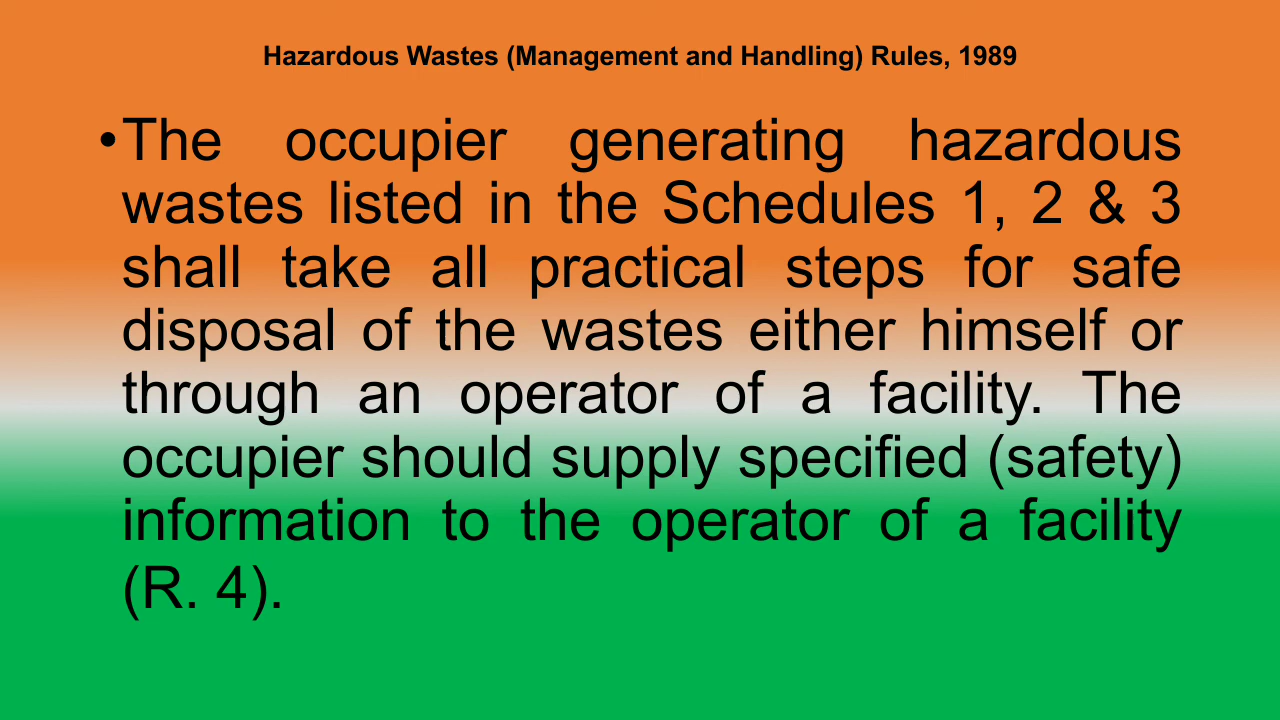 Hazardous Wastes (Management and Handling) Rules, 1989
•The occupier generating hazardous
wastes listed in the Schedules 1, 2 & 3
shall take all practical steps for safe
disposal of the wastes either himself or
through an operator of a facility. The
occupier should supply specified (safety)
information to the operator of a facility
(R. 4).